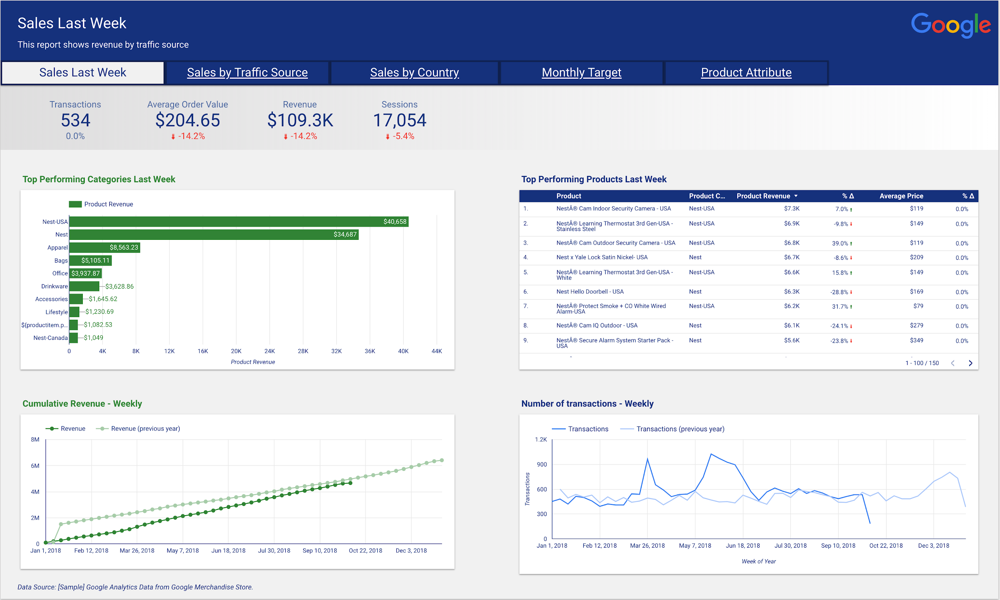 Sales Last Week
Google
This report shows revenue by traffic source
Sales Last Week
Sales by Traffic Source
Sales by Country
Monthly Target
Product Attribute
Transactions
534
0.0%
Average Order Value
$204.65
-14.2%
Revenue
$109.3K
-14.2%
Sessions
17,054
-5.4%
Top Performing Categories Last Week
Product Revenue
Nest-USA $40,658
Nest $34,687
Apparel $8,563.23
Bags $5,105.11
Office $3,937.87
Drinkware $3,628.86
Accessories $1,645.62
Lifestyle $1,230.69
${productitem.p... $1,082.53
Nest-Canada $1,049
0 4K 8K 12K 16K 20K 24K 28K 32K 36K 40K 44K
Product Revenue
Top Performing Products Last Week
Product Product C... Product Revenue % Δ Average Price % Δ
1. NestÂ® Cam Indoor Security Camera - USA Nest-USA $7.3K 7.0% $119 0.0%
2. NestÂ® Learning Thermostat 3rd Gen-USA - Nest-USA $6.9K -9.8% $149 0.0%
Stainless Steel
3. NestÂ® Cam Outdoor Security Camera - USA Nest-USA $6.8K 39.0% $119 0.0%
4. Nest x Yale Lock Satin Nickel- USA Nest $6.7K -8.6% $209 0.0%
5. NestÂ® Learning Thermostat 3rd Gen-USA - Nest-USA $6.6K 15.8% $149 0.0%
White
6. Nest Hello Doorbell - USA Nest $6.3K -28.8% $169 0.0%
7. NestÂ® Protect Smoke + CO White Wired Nest-USA $6.2K 31.7% $79 0.0%
Alarm-USA
8. NestÂ® Cam IQ Outdoor - USA Nest $6.1K -24.1% $279 0.0%
9. NestÂ® Secure Alarm System Starter Pack - Nest $5.6K -23.8% $349 0.0%
USA
1 - 100 / 150
Cumulative Revenue - Weekly
Revenue Revenue (previous year)
8M
6M
4M
2M
0
Jan 1, 2018 Feb 12, 2018 Mar 26, 2018 May 7, 2018 Jun 18, 2018 Jul 30, 2018 Sep 10, 2018 Oct 22, 2018 Dec 3, 2018
Number of transactions - Weekly
Transactions Transactions (previous year)
1.2K
900
600
300
0
Transactions
Jan 1, 2018 Feb 12, 2018 Mar 26, 2018 May 7, 2018 Jun 18, 2018 Jul 30, 2018 Sep 10, 2018 Oct 22, 2018 Dec 3, 2018
Week of Year
Data Source: [Sample] Google Analytics Data from Google Merchandise Store.